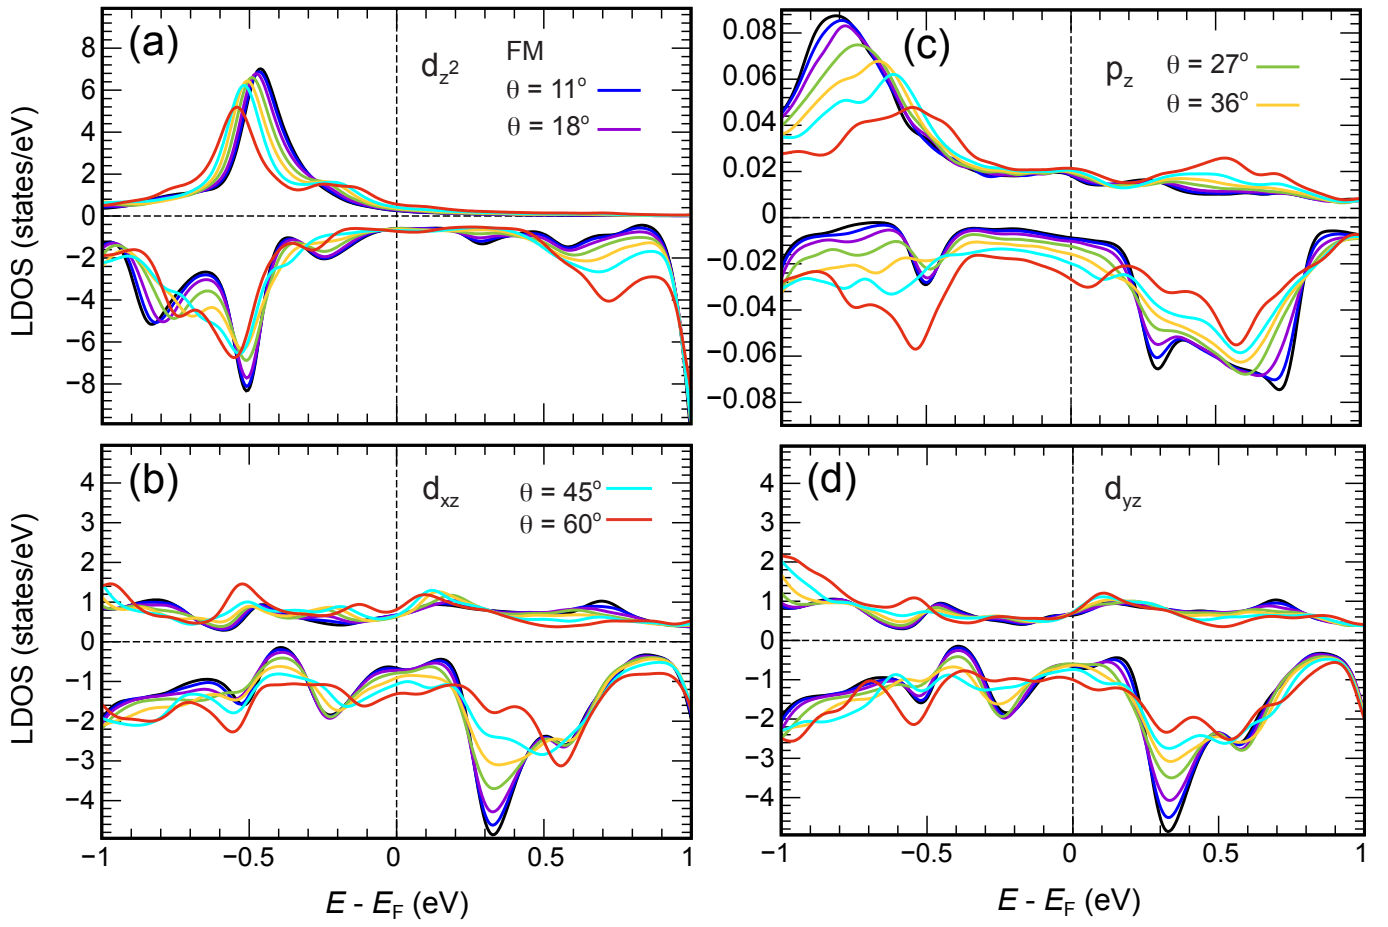 (a)
d_z²
FM
θ = 11°
θ = 18°
8
6
4
2
0
−2
−4
−6
−8
LDOS (states/eV)
(c)
p_z
θ = 27°
θ = 36°
0.08
0.06
0.04
0.02
0
−0.02
−0.04
−0.06
−0.08
(b)
d_xz
θ = 45°
θ = 60°
4
3
2
1
0
−1
−2
−3
−4
LDOS (states/eV)
−1
−0.5
0
0.5
1
E - E_F (eV)
(d)
d_yz
4
3
2
1
0
−1
−2
−3
−4
−1
−0.5
0
0.5
1
E - E_F (eV)